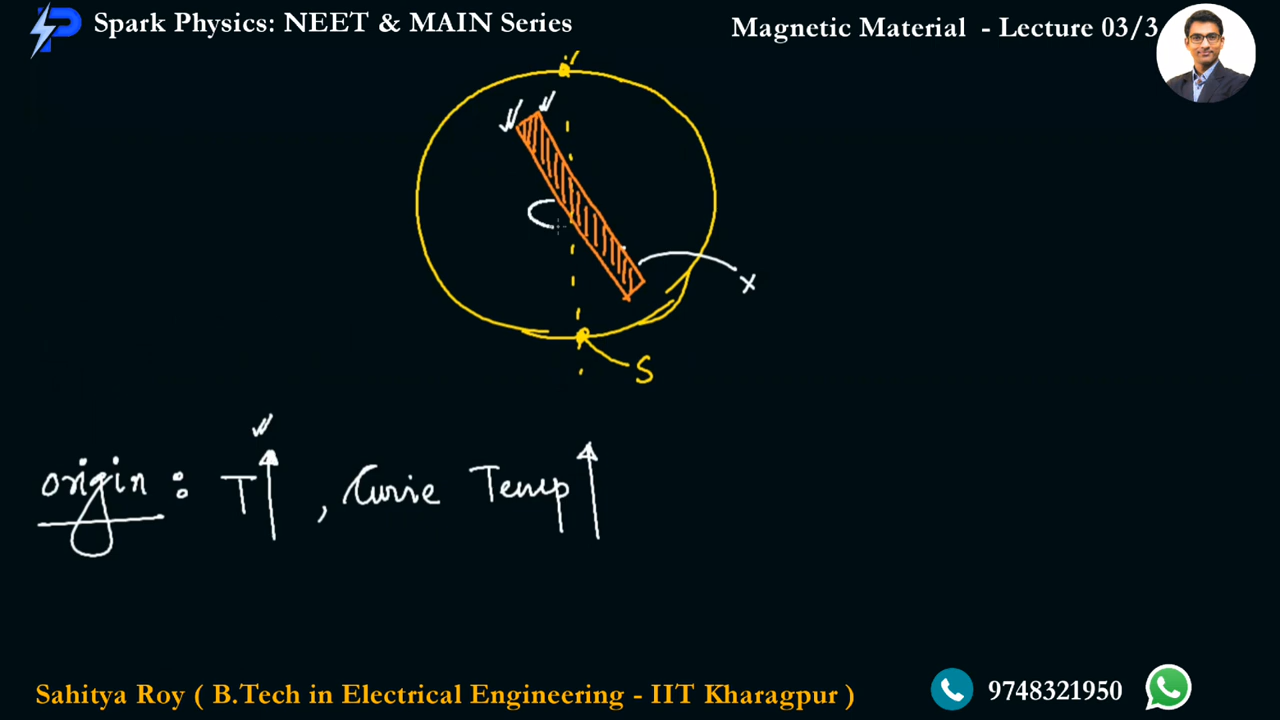 Spark Physics: NEET & MAIN Series
Magnetic Material - Lecture 03/3
x
S
origin : T↑ , Curie Temp ↑
Sahitya Roy ( B.Tech in Electrical Engineering - IIT Kharagpur )
9748321950